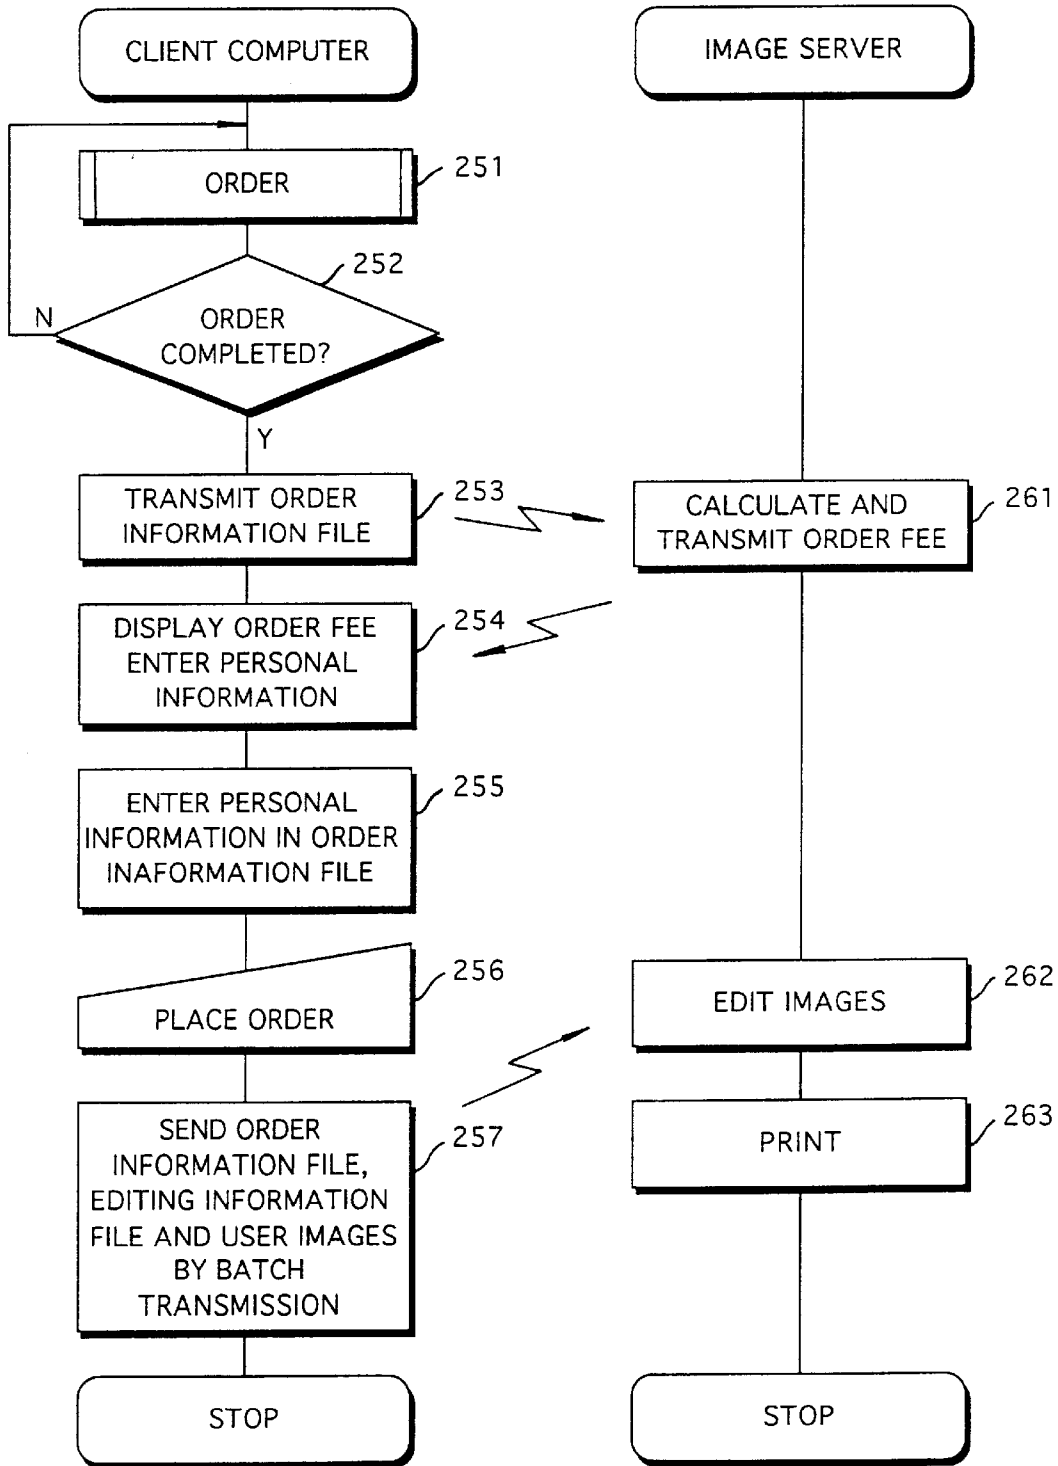 CLIENT COMPUTER
IMAGE SERVER
ORDER
251
252
N
ORDER
COMPLETED?
Y
TRANSMIT ORDER
INFORMATION FILE
253
CALCULATE AND
TRANSMIT ORDER FEE
261
DISPLAY ORDER FEE
ENTER PERSONAL
INFORMATION
254
ENTER PERSONAL
INFORMATION IN ORDER
INAFORMATION FILE
255
PLACE ORDER
256
EDIT IMAGES
262
SEND ORDER
INFORMATION FILE,
EDITING INFORMATION
FILE AND USER IMAGES
BY BATCH
TRANSMISSION
257
PRINT
263
STOP
STOP